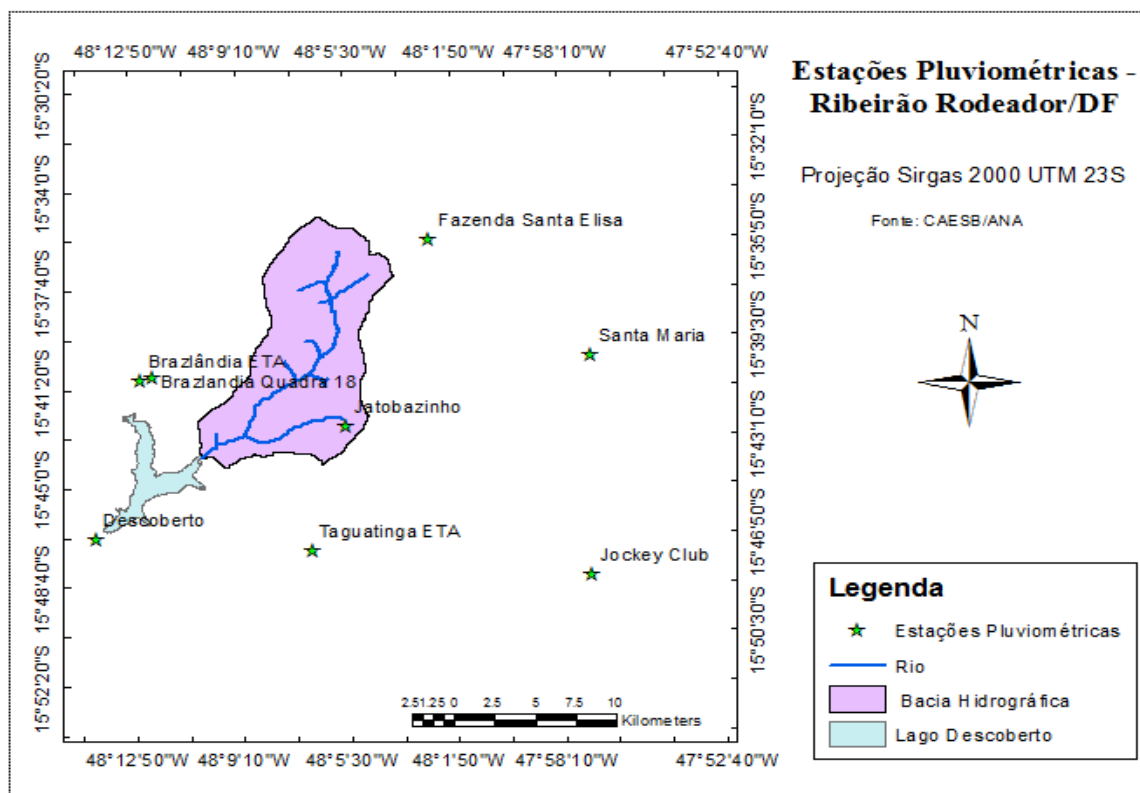 48°12'50"W 48°9'10"W 48°5'30"W 48°1'50"W 47°58'10"W 47°52'40"W
Estações Pluviométricas -
Ribeirão Rodeador/DF
Projeção Sirgas 2000 UTM 23S
Fonte: CAESB/ANA
15°30'20"S
15°34'0"S
15°37'40"S
15°41'20"S
15°45'0"S
15°48'40"S
15°52'20"S
15°32'10"S
15°35'50"S
15°39'30"S
15°43'10"S
15°46'50"S
15°50'30"S
Fazenda Santa Elisa
Santa Maria
Brazlândia ETA
Brazlandia Quadra 18
Jatobazinho
Descoberto
Taguatinga ETA
Jockey Club
N
2.51.25 0 2.5 5 7.5 10
Kilometers
Legenda
Estações Pluviométricas
Rio
Bacia Hidrográfica
Lago Descoberto
48°12'50"W 48°9'10"W 48°5'30"W 48°1'50"W 47°58'10"W 47°52'40"W